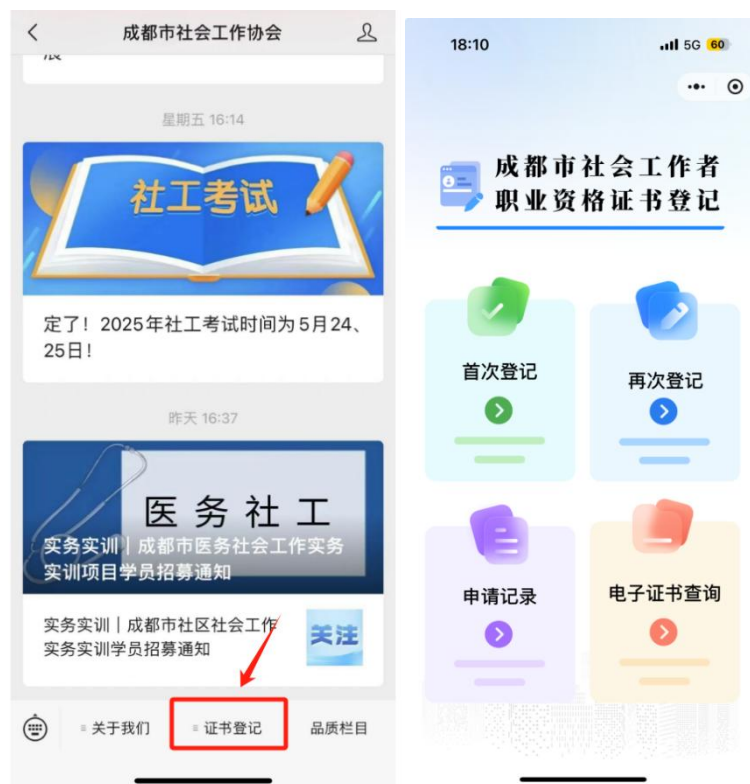 成都市社会工作协会
星期五 16:14
社工考试
定了！2025年社工考试时间为5月24、
25日！
昨天 16:37
医务社工
实务实训｜成都市医务社会工作实务
实训项目学员招募通知
实务实训｜成都市社区社会工作
实务实训学员招募通知
关注
关于我们
证书登记
品质栏目
18:10
5G 60
成都市社会工作者
职业资格证书登记
首次登记
再次登记
申请记录
电子证书查询